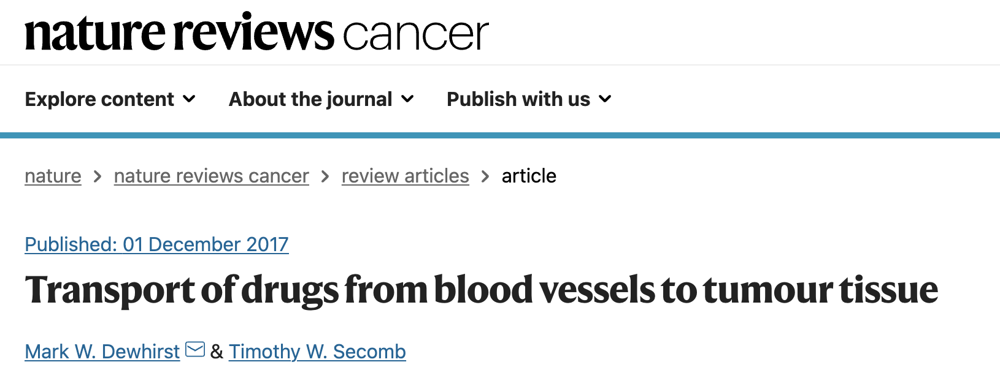 nature reviews cancer
Explore content About the journal Publish with us
nature > nature reviews cancer > review articles > article
Published: 01 December 2017
Transport of drugs from blood vessels to tumour tissue
Mark W. Dewhirst & Timothy W. Secomb